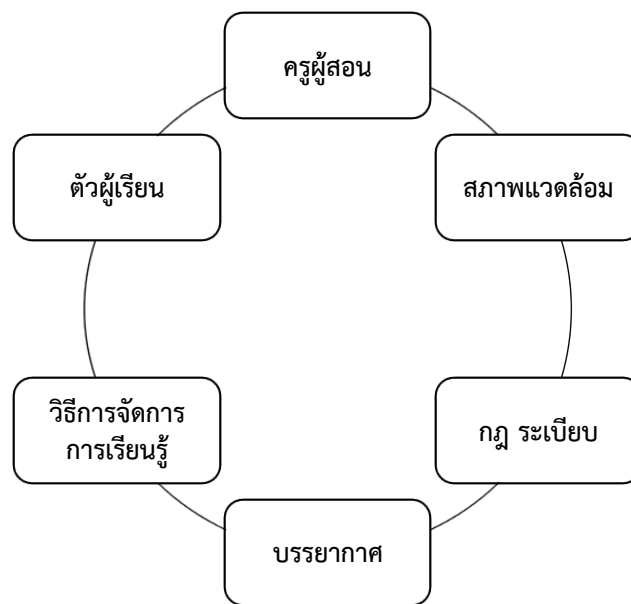 ครูผู้สอน
ตัวผู้เรียน
สภาพแวดล้อม
วิธีการจัดการ
การเรียนรู้
กฎ ระเบียบ
บรรยากาศ